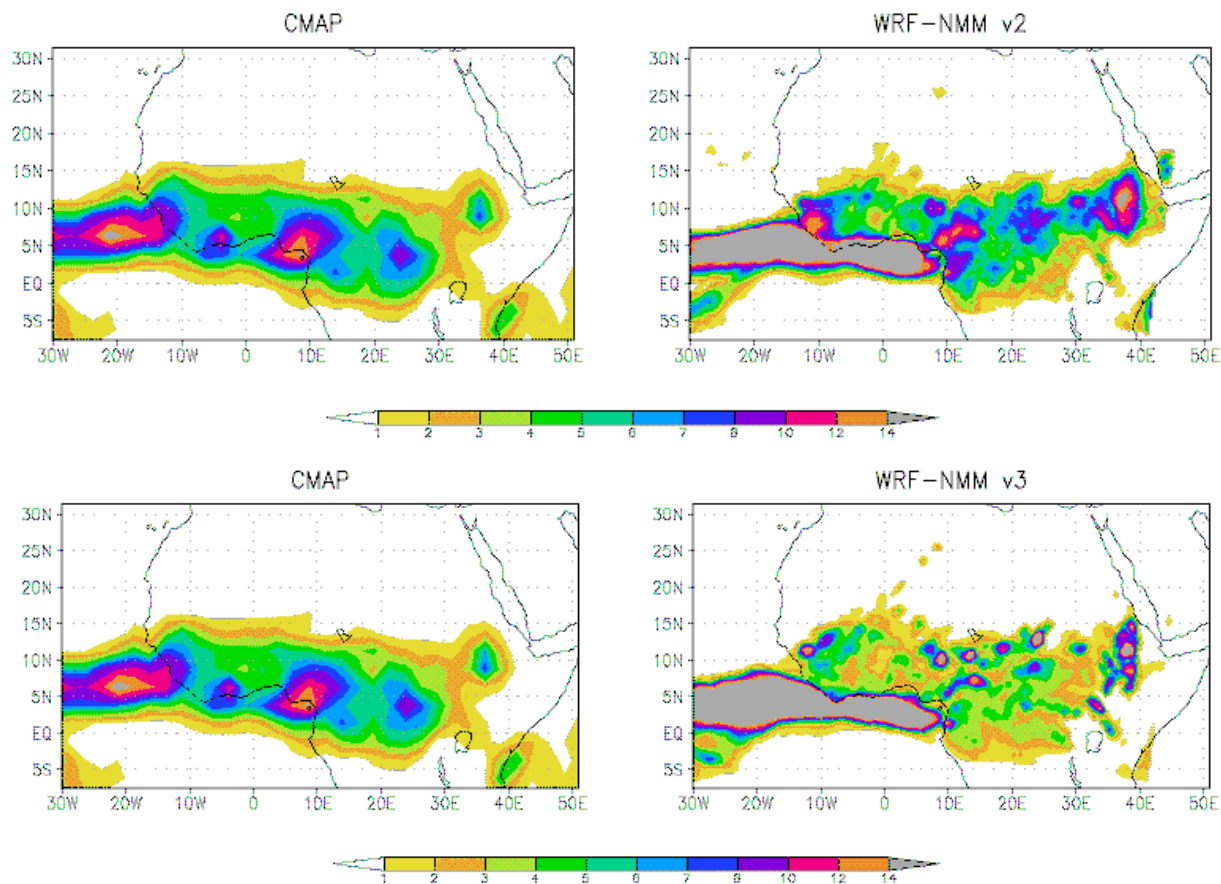 CMAP WRF-NMM v2
30N 30N
25N 25N
20N 20N
15N 15N
10N 10N
5N 5N
EQ EQ
5S 5S
30W 20W 10W 0 10E 20E 30E 40E 50E 30W 20W 10W 0 10E 20E 30E 40E 50E
1 2 3 4 5 6 7 8 10 12 14
CMAP WRF-NMM v3
30N 30N
25N 25N
20N 20N
15N 15N
10N 10N
5N 5N
EQ EQ
5S 5S
30W 20W 10W 0 10E 20E 30E 40E 50E 30W 20W 10W 0 10E 20E 30E 40E 50E
1 2 3 4 5 6 7 8 10 12 14